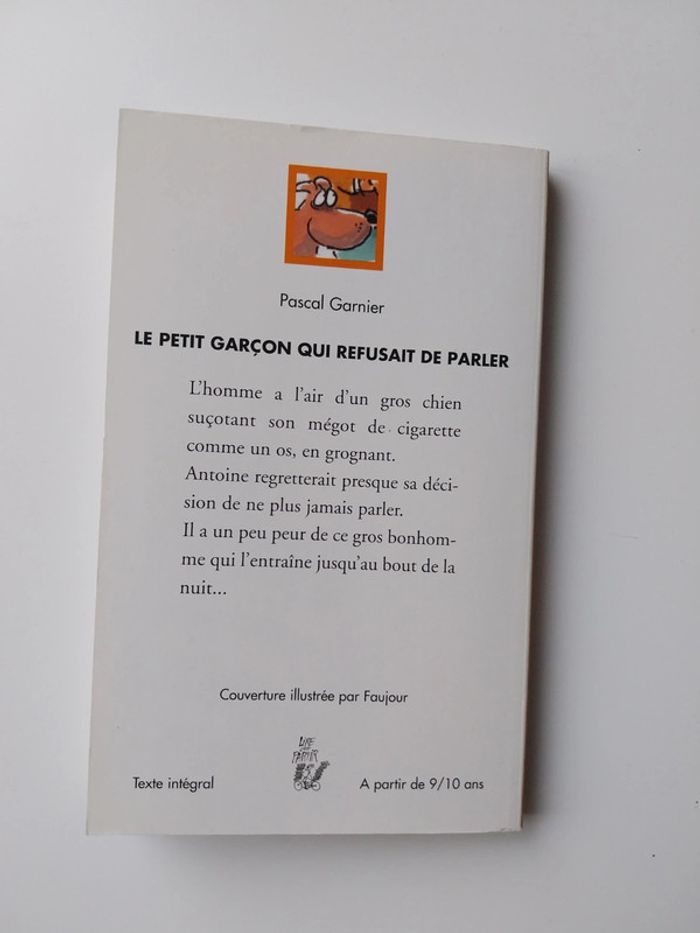 Pascal Garnier
LE PETIT GARÇON QUI REFUSAIT DE PARLER
L'homme a l'air d'un gros chien
suçotant son mégot de cigarette
comme un os, en grognant.
Antoine regretterait presque sa déci-
sion de ne plus jamais parler.
Il a un peu peur de ce gros bonhom-
me qui l'entraîne jusqu'au bout de la
nuit...
Couverture illustrée par Faujour
LIRE
PARTIR
Texte intégral
A partir de 9/10 ans